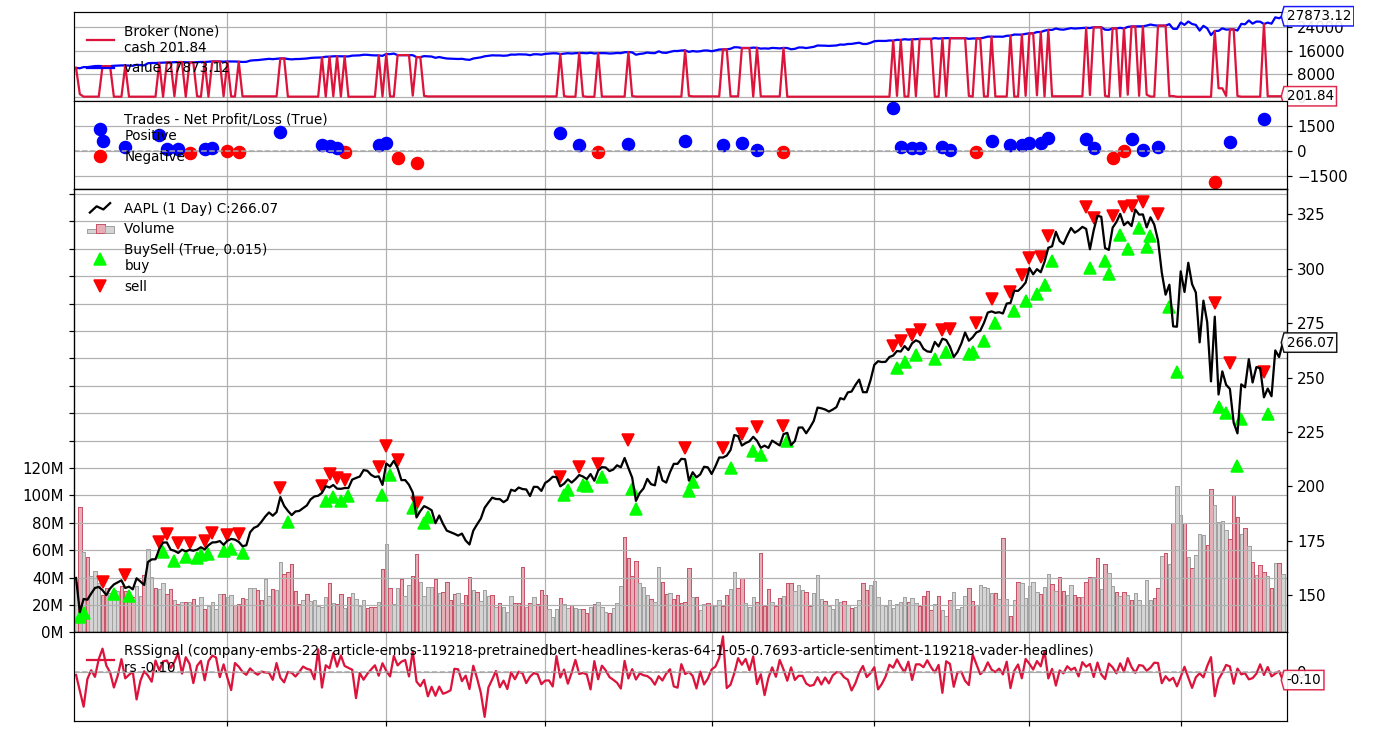 Broker (None)
cash 201.84
value 27873.12
27873.12
24000
16000
8000
201.84
Trades - Net Profit/Loss (True)
Positive
Negative
1500
0
−1500
AAPL (1 Day) C:266.07
Volume
BuySell (True, 0.015)
buy
sell
325
300
275
266.07
250
225
200
175
150
120M
100M
80M
60M
40M
20M
0M
RSSignal (company-embs-228-article-embs-119218-pretrainedbert-headlines-keras-64-1-05-0.7693-article-sentiment-119218-vader-headlines)
rs -0.10
0
-0.10